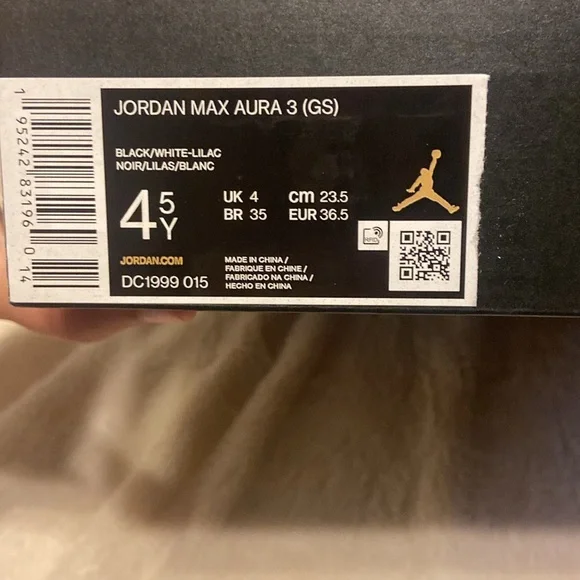 JORDAN MAX AURA 3 (GS)
BLACK/WHITE-LILAC
NOIR/LILAS/BLANC
4 5 Y
UK 4 cm 23.5
BR 35 EUR 36.5
RFID
JORDAN.COM
DC1999 015
MADE IN CHINA /
FABRIQUE EN CHINE /
FABRICADO NA CHINA /
HECHO EN CHINA
1 95242 83196 0 14